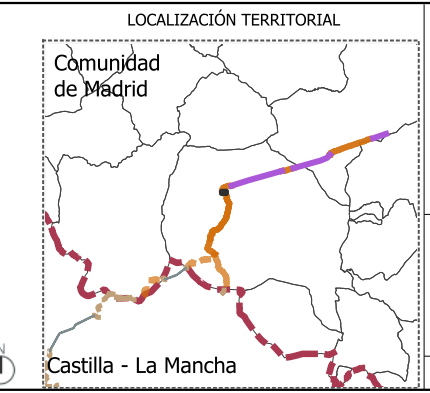 LOCALIZACIÓN TERRITORIAL
Comunidad
de Madrid
Castilla - La Mancha
N